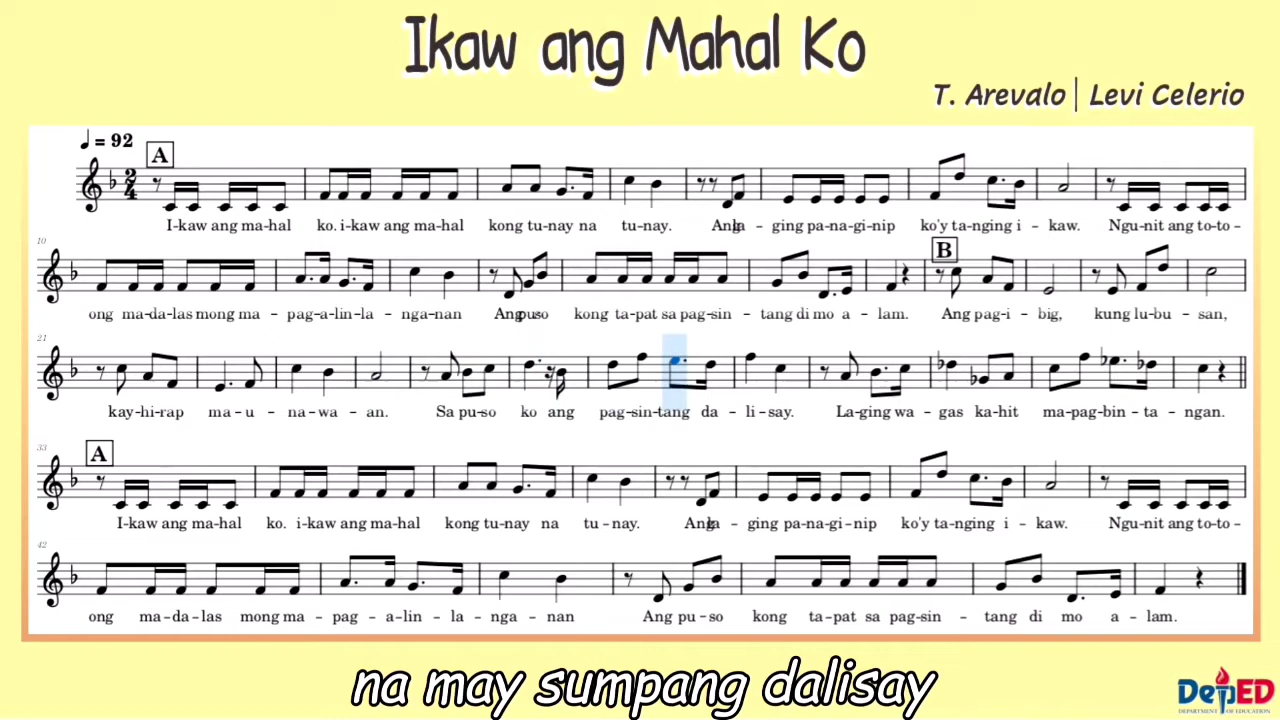 Ikaw ang Mahal Ko
T. Arevalo | Levi Celerio
♩ = 92
A
I-kaw ang ma-hal ko. i-kaw ang ma-hal kong tu-nay na tu-nay. Ang la-ging pa-na-gi-nip ko'y ta-nging i-kaw. Ngu-nit ang to-to-
10
B
ong ma-da-las mong ma-pag-a-lin-la-nga-nan Ang pu-so kong ta-pat sa pag-sin-tang di mo a-lam. Ang pag-i-big, kung lu-bu-san,
21
kay-hi-rap ma-u-na-wa-an. Sa pu-so ko ang pag-sin-tang da-li-say. La-ging wa-gas ka-hit ma-pag-bin-ta-ngan.
33
A
I-kaw ang ma-hal ko. i-kaw ang ma-hal kong tu-nay na tu-nay. Ang la-ging pa-na-gi-nip ko'y ta-nging i-kaw. Ngu-nit ang to-to-
42
ong ma-da-las mong ma-pag-a-lin-la-nga-nan Ang pu-so kong ta-pat sa pag-sin-tang di mo a-lam.
na may sumpang dalisay
DepED
DEPARTMENT OF EDUCATION